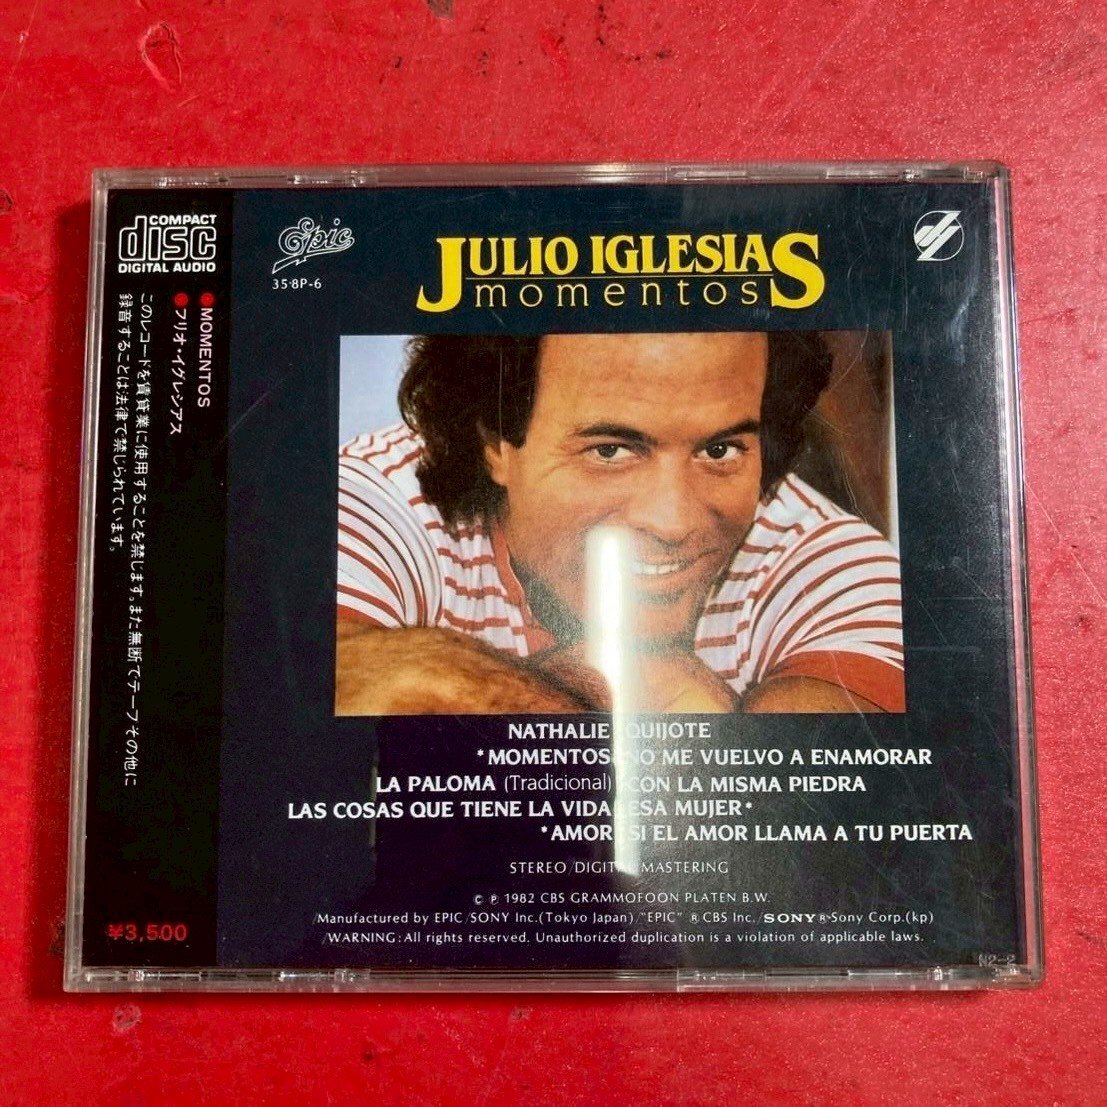 COMPACT
disc
DIGITAL AUDIO
●MOMENTOS
●フリオ・イグレシアス
このレコードを賃貸業に使用することを禁じます。また無断でテープその他に
録音することは法律で禁じられています。
¥3,500
Epic
35·8P-6
JULIO IGLESIAS
momentos
NATHALIE QUIJOTE
*MOMENTOS NO ME VUELVO A ENAMORAR
LA PALOMA (Tradicional) CON LA MISMA PIEDRA
LAS COSAS QUE TIENE LA VIDA ESA MUJER*
*AMOR SI EL AMOR LLAMA A TU PUERTA
STEREO/DIGITAL MASTERING
© ℗ 1982 CBS GRAMMOFOON PLATEN B.W.
/Manufactured by EPIC/SONY Inc.(Tokyo Japan)/"EPIC" ® CBS Inc./SONY®Sony Corp.(kp)
/WARNING: All rights reserved. Unauthorized duplication is a violation of applicable laws.